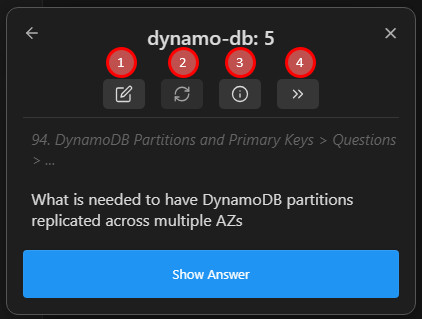 dynamo-db: 5
1
2
3
4
94. DynamoDB Partitions and Primary Keys > Questions
> ...
What is needed to have DynamoDB partitions
replicated across multiple AZs
Show Answer